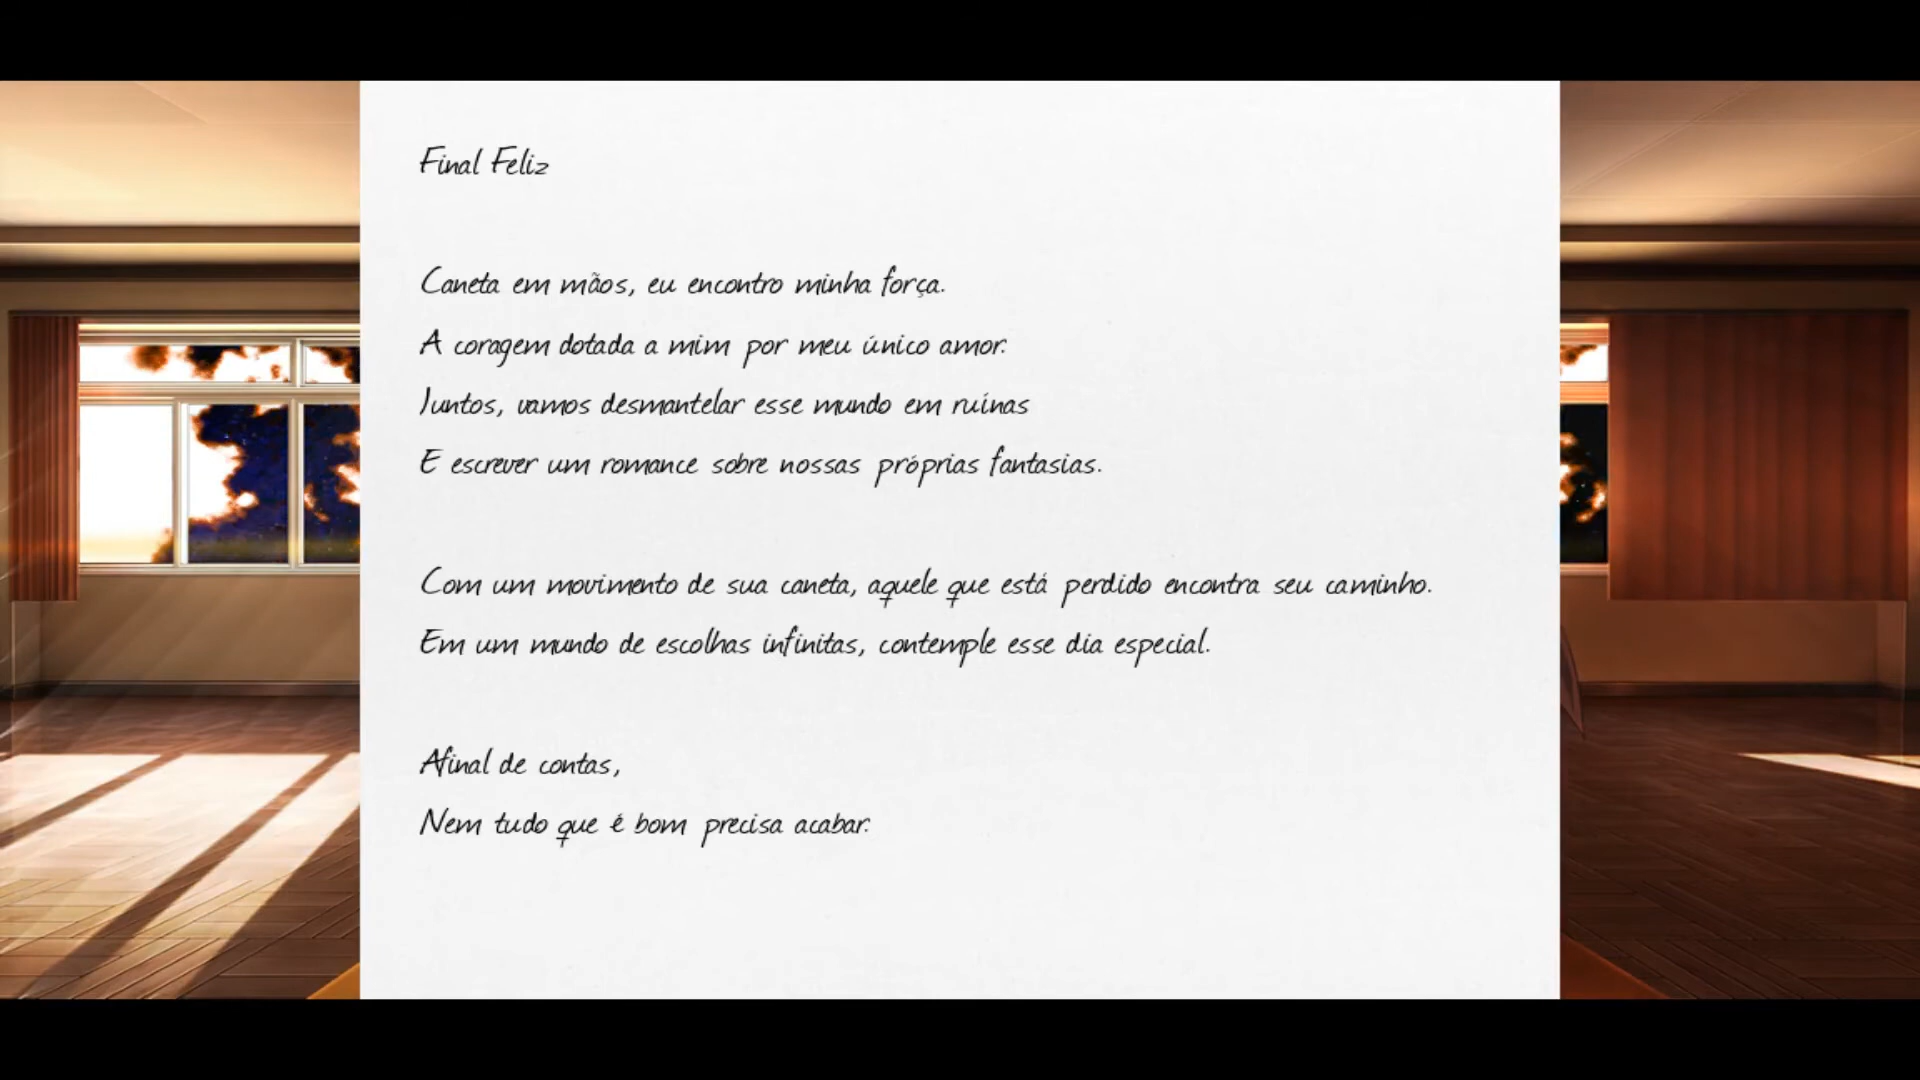 Final Feliz
Caneta em mãos, eu encontro minha força.
A coragem dotada a mim por meu único amor.
Juntos, vamos desmantelar esse mundo em ruínas
E escrever um romance sobre nossas próprias fantasias.
Com um movimento de sua caneta, aquele que está perdido encontra seu caminho.
Em um mundo de escolhas infinitas, contemple esse dia especial.
Afinal de contas,
Nem tudo que é bom precisa acabar.